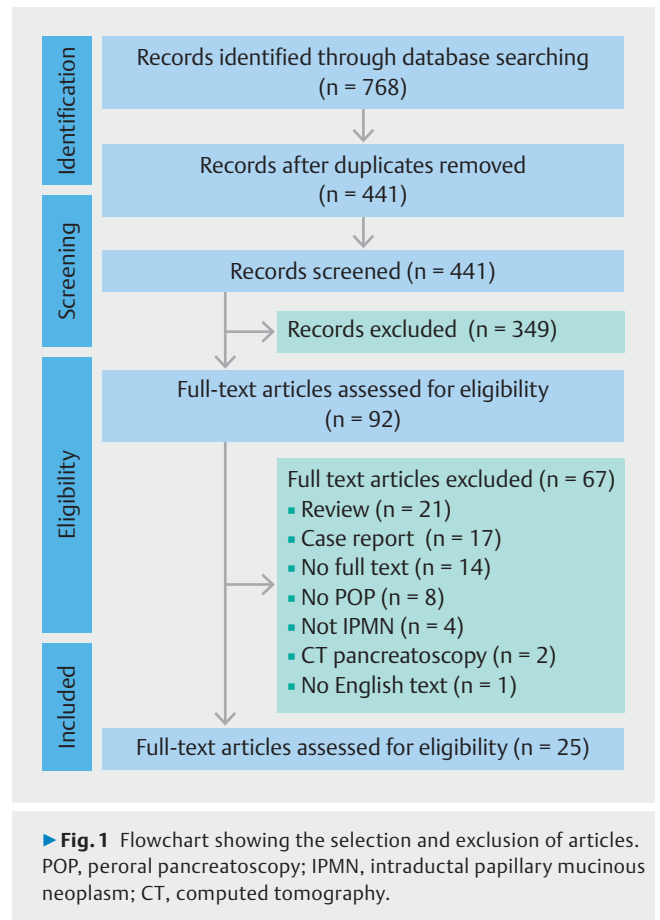 Identification
Records identified through database searching
(n = 768)
Records after duplicates removed
(n = 441)
Screening
Records screened (n = 441)
Records excluded (n = 349)
Eligibility
Full-text articles assessed for eligibility
(n = 92)
Full text articles excluded (n = 67)
▪ Review (n = 21)
▪ Case report (n = 17)
▪ No full text (n = 14)
▪ No POP (n = 8)
▪ Not IPMN (n = 4)
▪ CT pancreatoscopy (n = 2)
▪ No English text (n = 1)
Included
Full-text articles assessed for eligibility (n = 25)
▶ Fig. 1 Flowchart showing the selection and exclusion of articles.
POP, peroral pancreatoscopy; IPMN, intraductal papillary mucinous
neoplasm; CT, computed tomography.